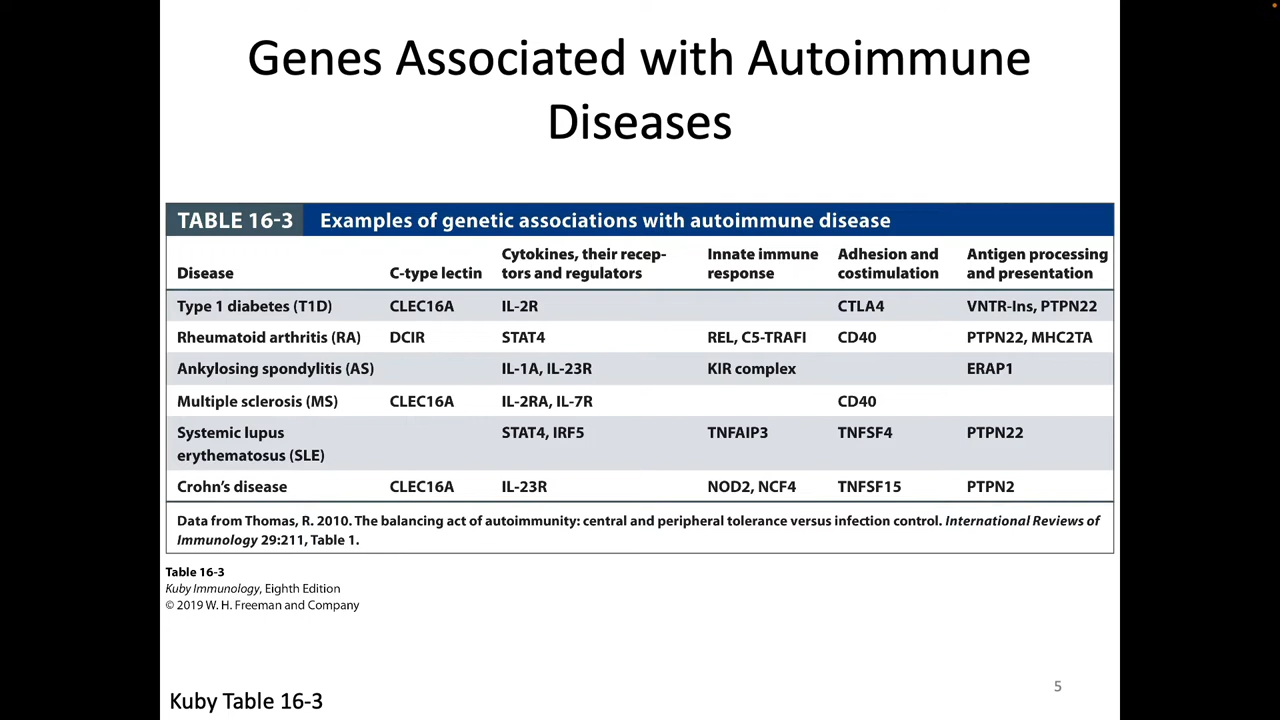 Genes Associated with Autoimmune
Diseases
TABLE 16-3 Examples of genetic associations with autoimmune disease
Disease C-type lectin Cytokines, their recep-tors and regulators Innate immune response Adhesion and costimulation Antigen processing and presentation
Type 1 diabetes (T1D) CLEC16A IL-2R CTLA4 VNTR-Ins, PTPN22
Rheumatoid arthritis (RA) DCIR STAT4 REL, C5-TRAFI CD40 PTPN22, MHC2TA
Ankylosing spondylitis (AS) IL-1A, IL-23R KIR complex ERAP1
Multiple sclerosis (MS) CLEC16A IL-2RA, IL-7R CD40
Systemic lupus STAT4, IRF5 TNFAIP3 TNFSF4 PTPN22
erythematosus (SLE)
Crohn's disease CLEC16A IL-23R NOD2, NCF4 TNFSF15 PTPN2
Data from Thomas, R. 2010. The balancing act of autoimmunity: central and peripheral tolerance versus infection control. International Reviews of
Immunology 29:211, Table 1.
Table 16-3
Kuby Immunology, Eighth Edition
© 2019 W. H. Freeman and Company
5
Kuby Table 16-3